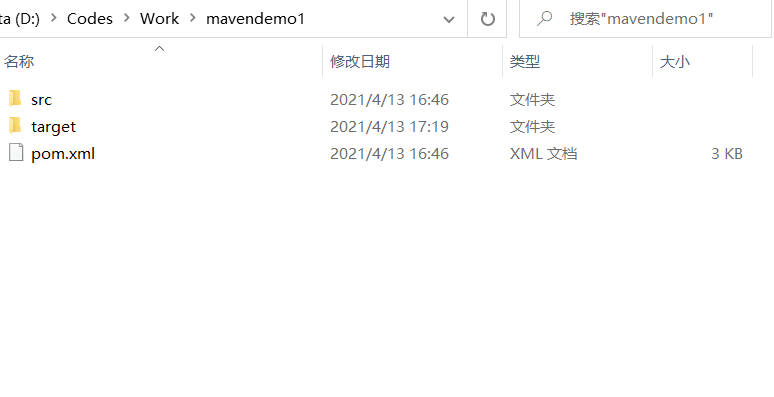 ta (D:) > Codes > Work > mavendemo1 搜索"mavendemo1"
名称 修改日期 类型 大小
src 2021/4/13 16:46 文件夹
target 2021/4/13 17:19 文件夹
pom.xml 2021/4/13 16:46 XML 文档 3 KB